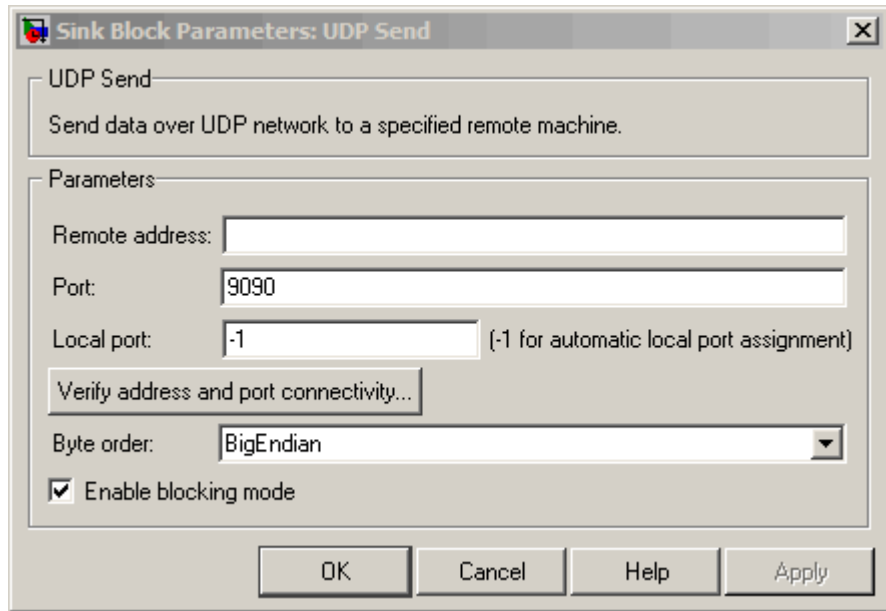 Sink Block Parameters: UDP Send
UDP Send
Send data over UDP network to a specified remote machine.
Parameters
Remote address:
Port: 9090
Local port: -1 (-1 for automatic local port assignment)
Verify address and port connectivity...
Byte order: BigEndian
Enable blocking mode
OK Cancel Help Apply